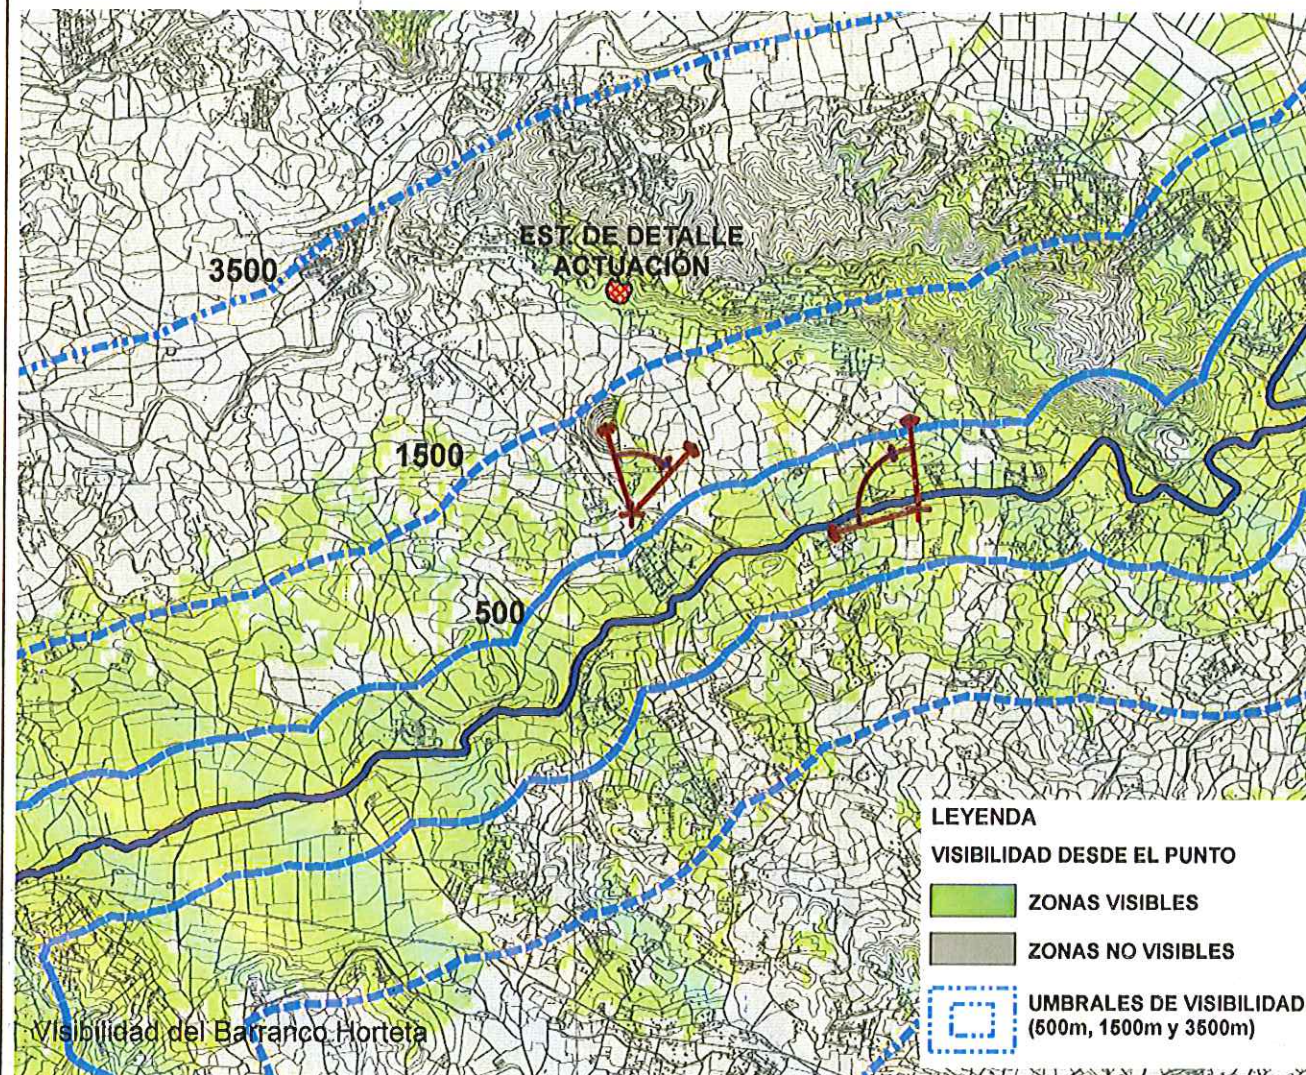 EST. DE DETALLE
ACTUACIÓN
3500
1500
500
LEYENDA
VISIBILIDAD DESDE EL PUNTO
ZONAS VISIBLES
ZONAS NO VISIBLES
UMBRALES DE VISIBILIDAD
(500m, 1500m y 3500m)
Visibilidad del Barranco Horteta